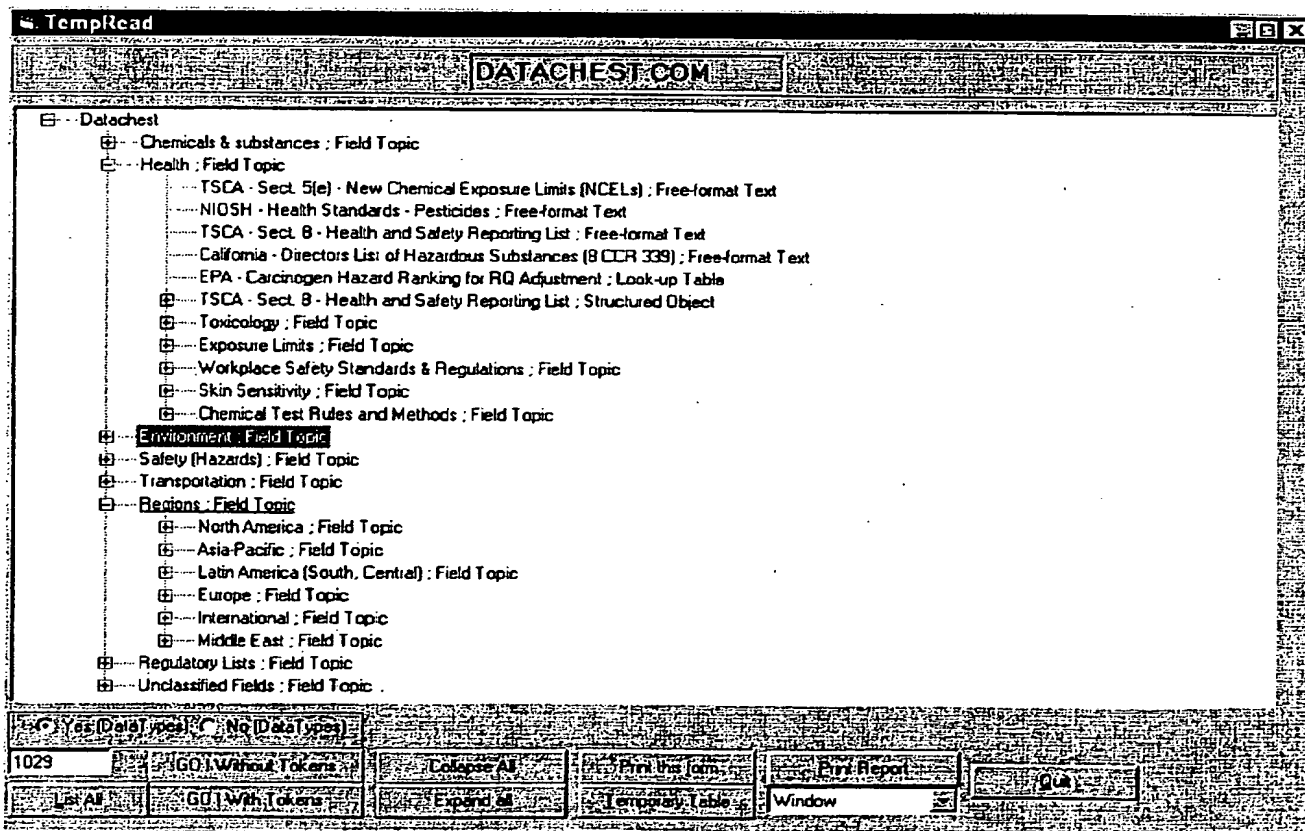 TempRead
DATACHEST.COM
Datachest
Chemicals & substances ; Field Topic
Health ; Field Topic
TSCA - Sect. 5(e) - New Chemical Exposure Limits (NCELs) ; Free-format Text
NIOSH - Health Standards - Pesticides ; Free-format Text
TSCA - Sect. 8 - Health and Safety Reporting List ; Free-format Text
California - Directors List of Hazardous Substances (8 CCR 339) ; Free-format Text
EPA - Carcinogen Hazard Ranking for RQ Adjustment ; Look-up Table
TSCA - Sect. 8 - Health and Safety Reporting List ; Structured Object
Toxicology ; Field Topic
Exposure Limits ; Field Topic
Workplace Safety Standards & Regulations ; Field Topic
Skin Sensitivity ; Field Topic
Chemical Test Rules and Methods ; Field Topic
Environment ; Field Topic
Safety (Hazards) ; Field Topic
Transportation ; Field Topic
Regions ; Field Topic
North America ; Field Topic
Asia-Pacific ; Field Topic
Latin America (South, Central) ; Field Topic
Europe ; Field Topic
International ; Field Topic
Middle East ; Field Topic
Regulatory Lists ; Field Topic
Unclassified Fields ; Field Topic
Yes (DataTypes) No (DataTypes)
1029 GO! Without Tokens Collapse All Print this form Print Report Quit
List All GO! With Tokens Expand all Temporary Table Window